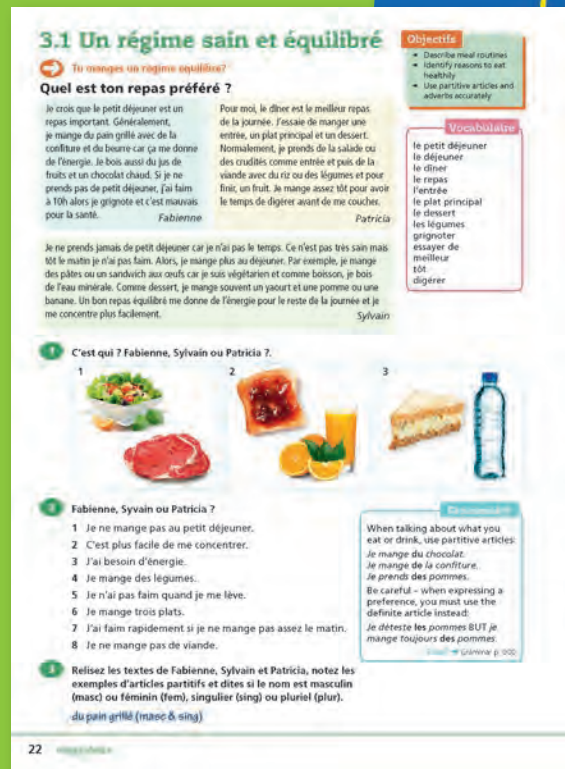 3.1 Un régime sain et équilibré
Tu manges un régime équilibré?
Quel est ton repas préféré ?
Je crois que le petit déjeuner est un
repas important. Généralement,
je mange du pain grillé avec de la
confiture et du beurre car ça me donne
de l'énergie. Je bois aussi du jus de
fruits et un chocolat chaud. Si je ne
prends pas de petit déjeuner, j'ai faim
à 10h alors je grignote et c'est mauvais
pour la santé.
Fabienne
Pour moi, le dîner est le meilleur repas
de la journée. J'essaie de manger une
entrée, un plat principal et un dessert.
Normalement, je prends de la salade ou
des crudités comme entrée et puis de la
viande avec du riz ou des légumes et pour
finir, un fruit. Je mange assez tôt pour avoir
le temps de digérer avant de me coucher.
Patricia
Je ne prends jamais de petit déjeuner car je n'ai pas le temps. Ce n'est pas très sain mais
tôt le matin je n'ai pas faim. Alors, je mange plus au déjeuner. Par exemple, je mange
des pâtes ou un sandwich aux œufs car je suis végétarien et comme boisson, je bois
de l'eau minérale. Comme dessert, je mange souvent un yaourt et une pomme ou une
banane. Un bon repas équilibré me donne de l'énergie pour le reste de la journée et je
me concentre plus facilement.
Sylvain
Objectifs
Describe meal routines
Identify reasons to eat
healthily
Use partitive articles and
adverbs accurately
Vocabulaire
le petit déjeuner
le déjeuner
le dîner
le repas
l'entrée
le plat principal
le dessert
les légumes
grignoter
essayer de
meilleur
tôt
digérer
1 C'est qui ? Fabienne, Sylvain ou Patricia ?.
1
2
3
2 Fabienne, Syvain ou Patricia ?
1 Je ne mange pas au petit déjeuner.
2 C'est plus facile de me concentrer.
3 J'ai besoin d'énergie.
4 Je mange des légumes.
5 Je n'ai pas faim quand je me lève.
6 Je mange trois plats.
7 J'ai faim rapidement si je ne mange pas assez le matin.
8 Je ne mange pas de viande.
When talking about what you
eat or drink, use partitive articles:
Je mange du chocolat.
Je mange de la confiture.
Je prends des pommes.
Be careful – when expressing a
preference, you must use the
definite article instead:
Je déteste les pommes BUT je
mange toujours des pommes.
Grammar p. 000
3 Relisez les textes de Fabienne, Sylvain et Patricia, notez les
exemples d'articles partitifs et dites si le nom est masculin
(masc) ou féminin (fem), singulier (sing) ou pluriel (plur).
du pain grillé (masc & sing)
22